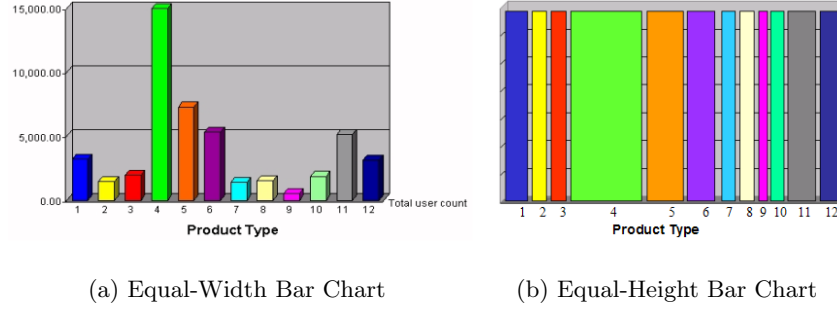 15,000.00
10,000.00
5,000.00
0.00
1 2 3 4 5 6 7 8 9 10 11 12 Total user count
Product Type
1 2 3 4 5 6 7 8 9 10 11 12
Product Type
(a) Equal-Width Bar Chart
(b) Equal-Height Bar Chart